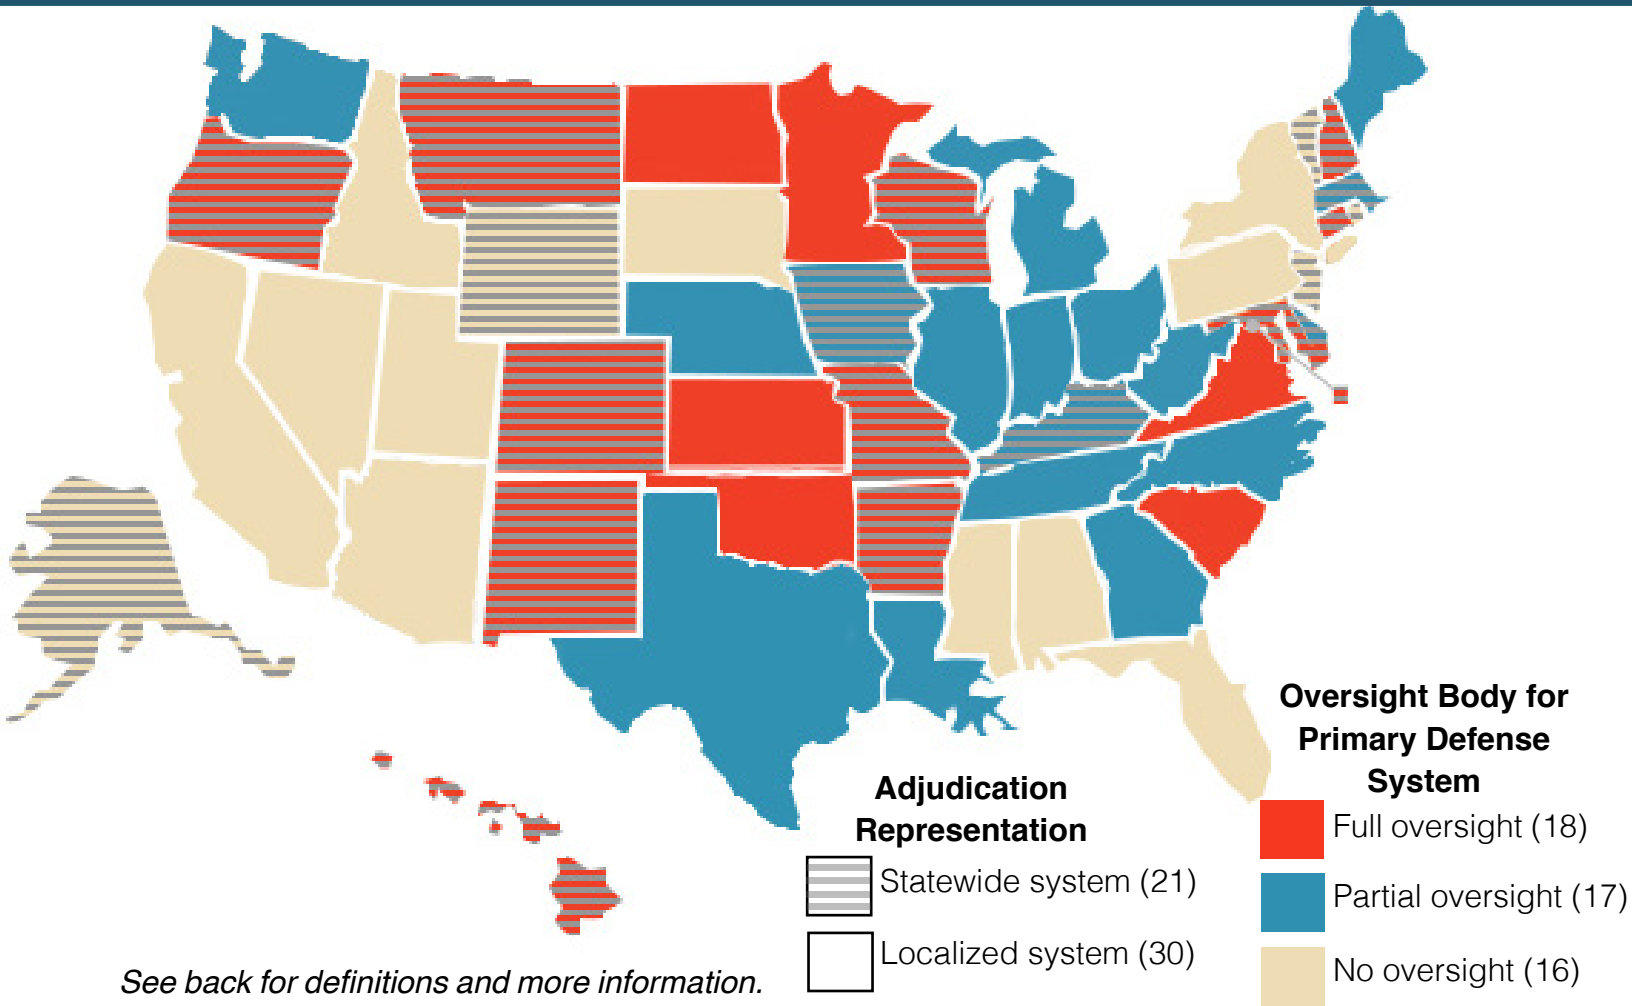 Oversight Body for
Primary Defense
System
Full oversight (18)
Partial oversight (17)
No oversight (16)
Adjudication
Representation
Statewide system (21)
Localized system (30)
See back for definitions and more information.